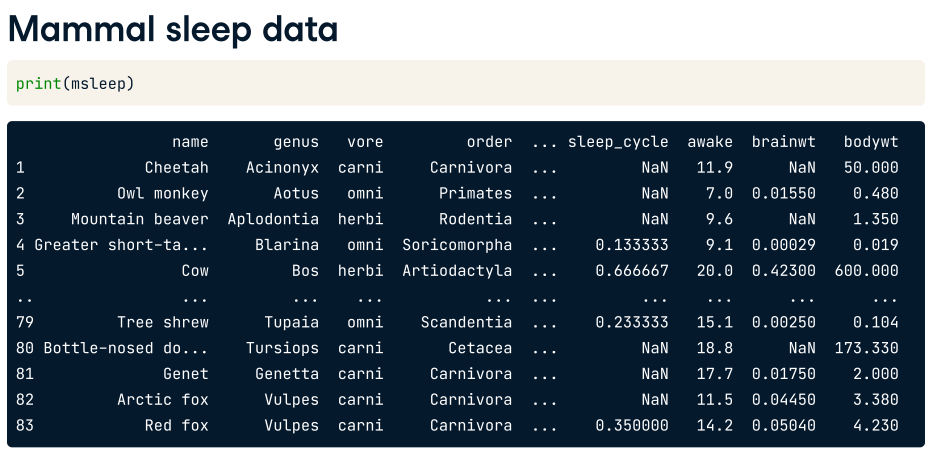 Mammal sleep data
print(msleep)
name genus vore order ... sleep_cycle awake brainwt bodywt
1 Cheetah Acinonyx carni Carnivora ... NaN 11.9 NaN 50.000
2 Owl monkey Aotus omni Primates ... NaN 7.0 0.01550 0.480
3 Mountain beaver Aplodontia herbi Rodentia ... NaN 9.6 NaN 1.350
4 Greater short-ta... Blarina omni Soricomorpha ... 0.133333 9.1 0.00029 0.019
5 Cow Bos herbi Artiodactyla ... 0.666667 20.0 0.42300 600.000
.. ... ... ... ... ... ... ... ... ...
79 Tree shrew Tupaia omni Scandentia ... 0.233333 15.1 0.00250 0.104
80 Bottle-nosed do... Tursiops carni Cetacea ... NaN 18.8 NaN 173.330
81 Genet Genetta carni Carnivora ... NaN 17.7 0.01750 2.000
82 Arctic fox Vulpes carni Carnivora ... NaN 11.5 0.04450 3.380
83 Red fox Vulpes carni Carnivora ... 0.350000 14.2 0.05040 4.230